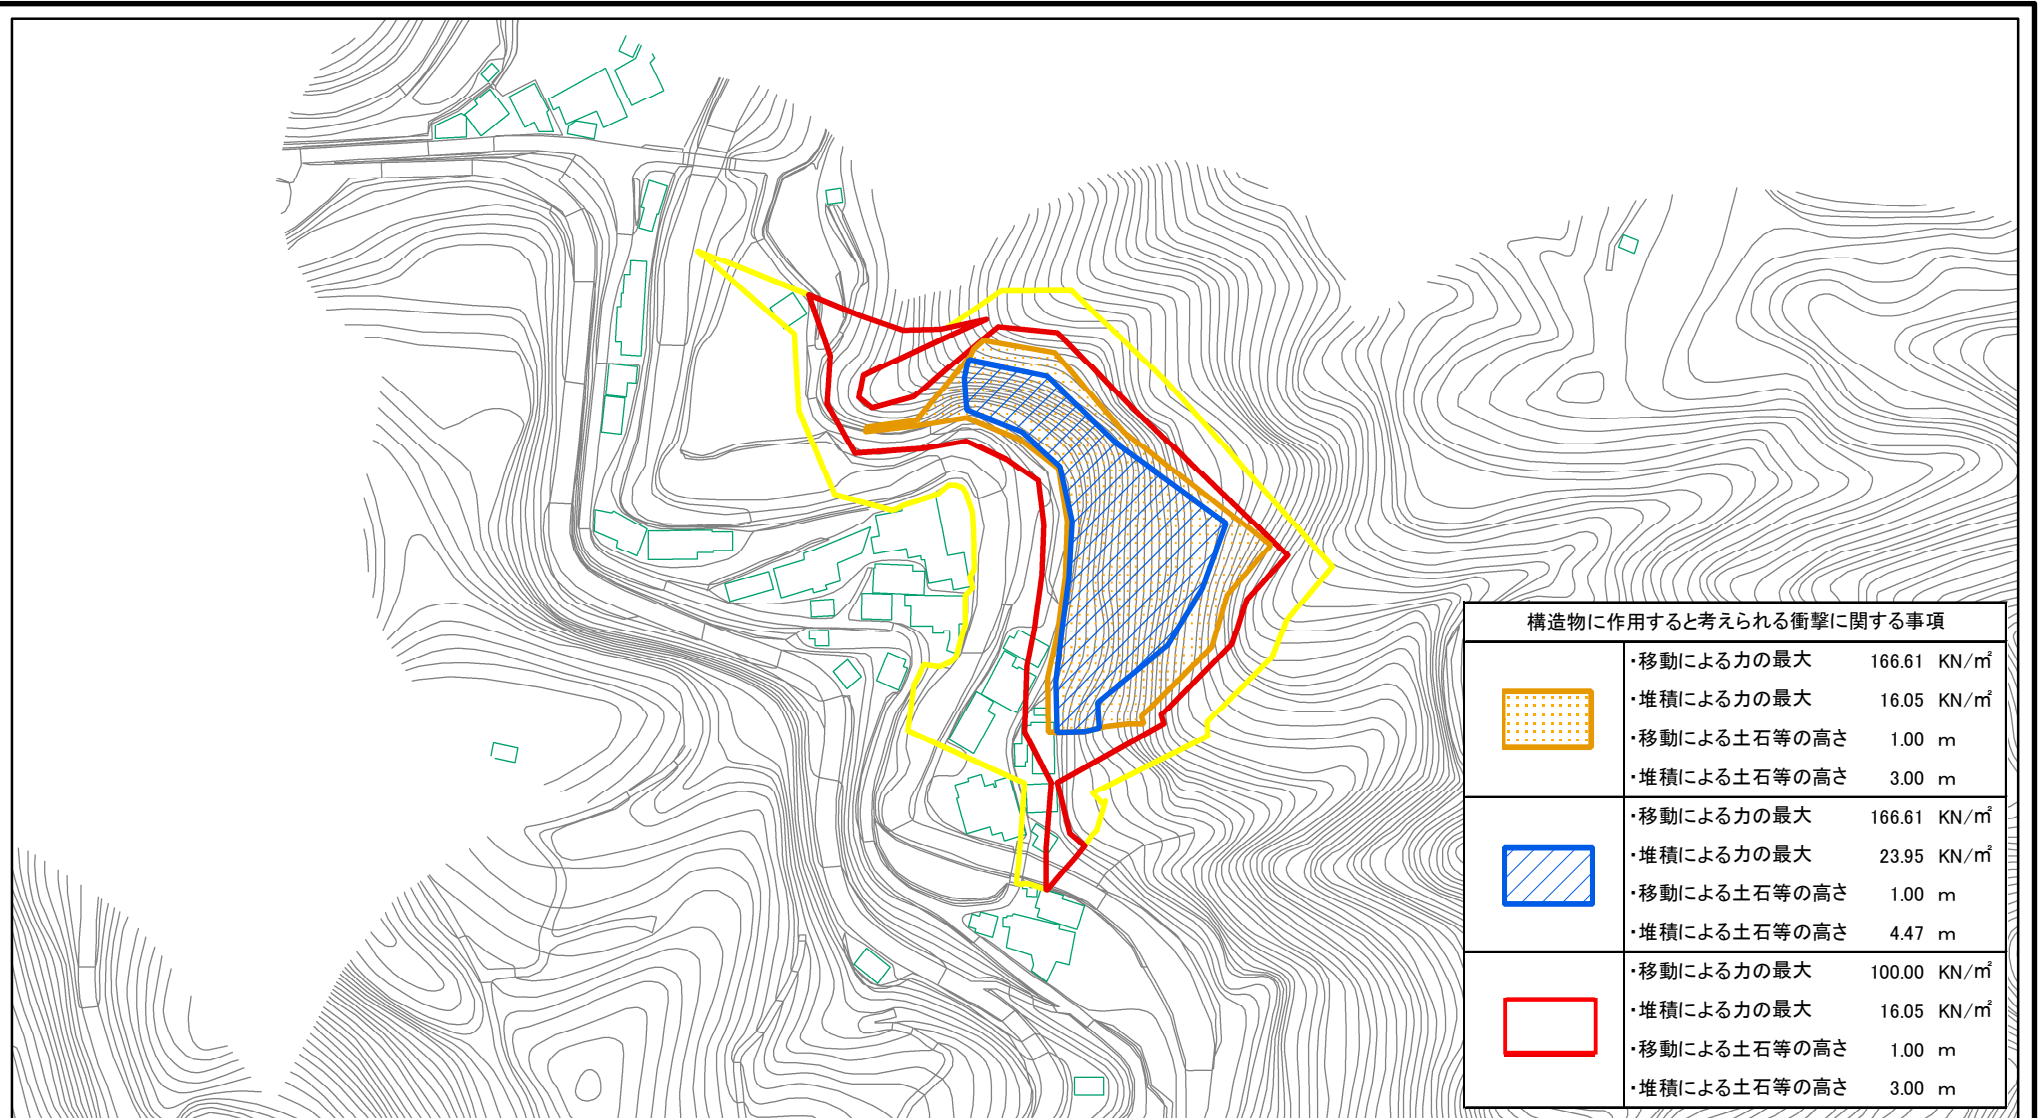 構造物に作用すると考えられる衝撃に関する事項
・移動による力の最大 166.61 KN/㎡
・堆積による力の最大 16.05 KN/㎡
・移動による土石等の高さ 1.00 m
・堆積による土石等の高さ 3.00 m
・移動による力の最大 166.61 KN/㎡
・堆積による力の最大 23.95 KN/㎡
・移動による土石等の高さ 1.00 m
・堆積による土石等の高さ 4.47 m
・移動による力の最大 100.00 KN/㎡
・堆積による力の最大 16.05 KN/㎡
・移動による土石等の高さ 1.00 m
・堆積による土石等の高さ 3.00 m